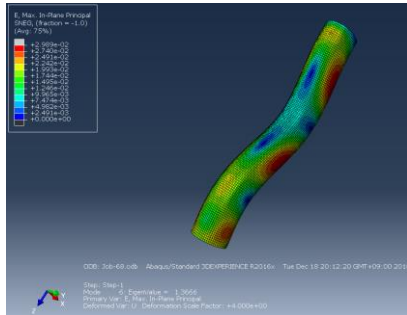 E, Max. In-Plane Principal
SNEG, (fraction = -1.0)
(Avg: 75%)
+2.989e-02
+2.740e-02
+2.491e-02
+2.242e-02
+1.993e-02
+1.744e-02
+1.495e-02
+1.246e-02
+9.965e-03
+7.474e-03
+4.982e-03
+2.491e-03
+0.000e+00
ODB: Job-68.odb Abaqus/Standard 3DEXPERIENCE R2016x Tue Dec 18 20:12:20 GMT+09:00 201
Step: Step-1
Mode 6: EigenValue = 1.3666
Primary Var: E, Max. In-Plane Principal
Deformed Var: U Deformation Scale Factor: +4.000e+00
Y
X
Z